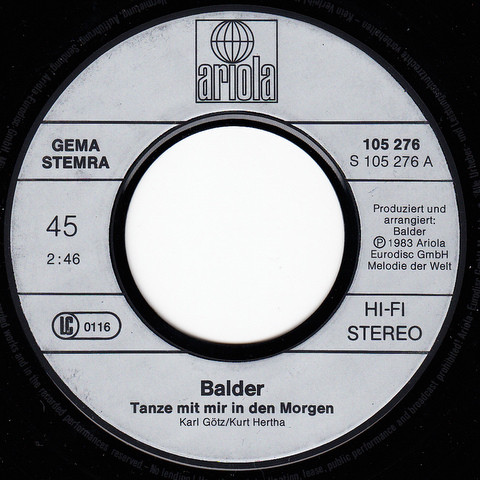 ariola
GEMA
STEMRA
105 276
S 105 276 A
45
2:46
Produziert und
arrangiert:
Balder
Ⓟ 1983 Ariola
Eurodisc GmbH
Melodie der Welt
LC 0116
HI-FI
STEREO
Balder
Tanze mit mir in den Morgen
Karl Götz/Kurt Hertha